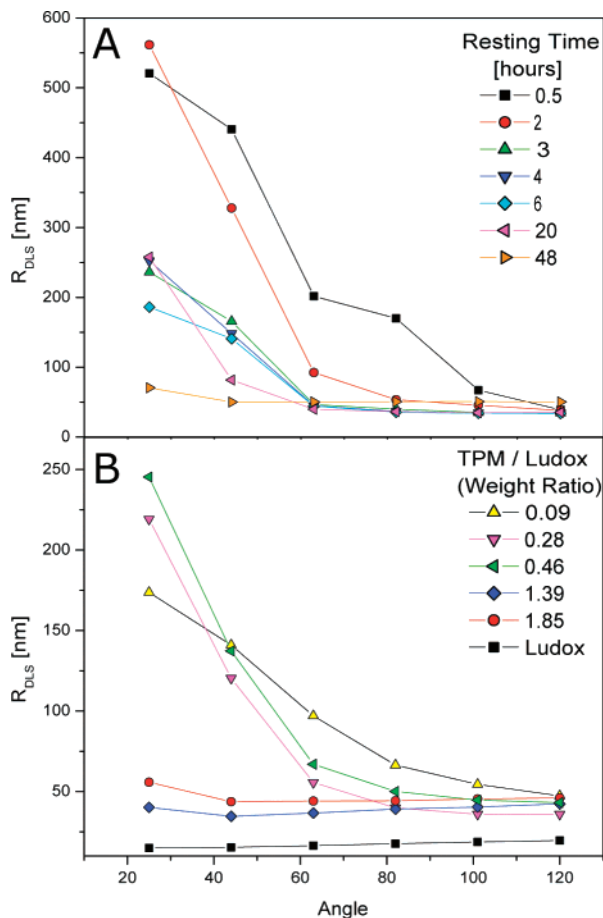 A
Resting Time
[hours]
0.5
2
3
4
6
20
48
600
500
400
300
200
100
0
R_DLS [nm]
B
TPM / Ludox
(Weight Ratio)
0.09
0.28
0.46
1.39
1.85
Ludox
250
200
150
100
50
R_DLS [nm]
20 40 60 80 100 120
Angle